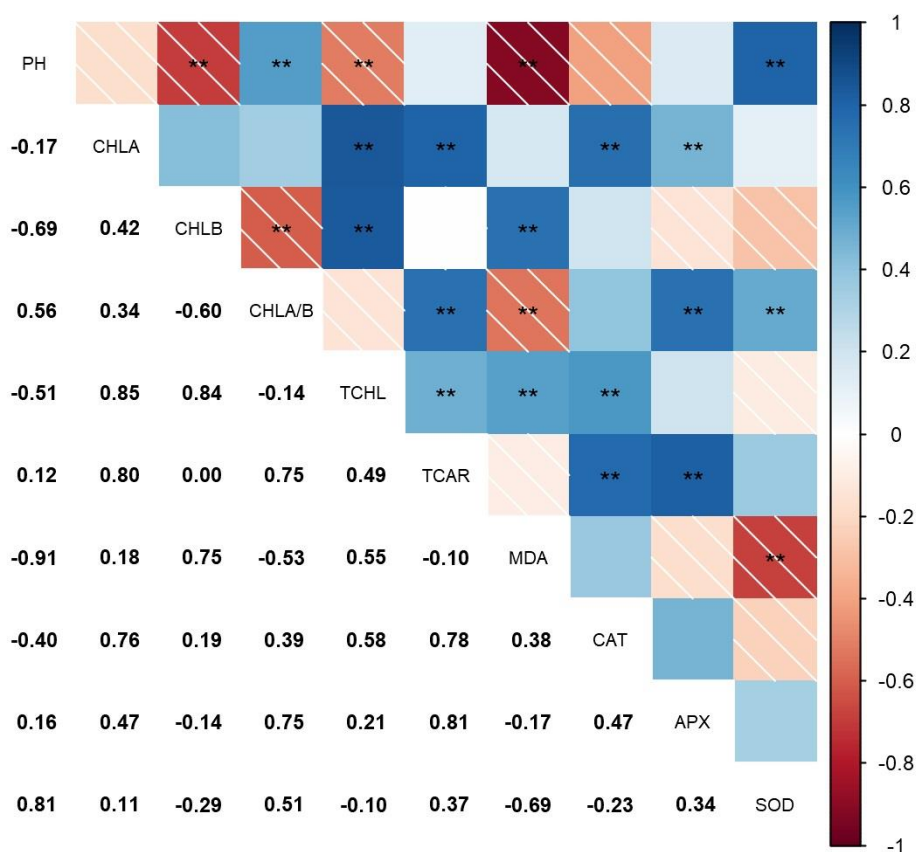 1
PH ** ** ** ** **
0.8
-0.17 CHLA ** ** ** **
0.6
-0.69 0.42 CHLB ** ** **
0.4
0.56 0.34 -0.60 CHLA/B ** ** ** **
0.2
-0.51 0.85 0.84 -0.14 TCHL ** ** **
0
0.12 0.80 0.00 0.75 0.49 TCAR ** **
-0.2
-0.91 0.18 0.75 -0.53 0.55 -0.10 MDA **
-0.4
-0.40 0.76 0.19 0.39 0.58 0.78 0.38 CAT
-0.6
0.16 0.47 -0.14 0.75 0.21 0.81 -0.17 0.47 APX
-0.8
0.81 0.11 -0.29 0.51 -0.10 0.37 -0.69 -0.23 0.34 SOD
-1